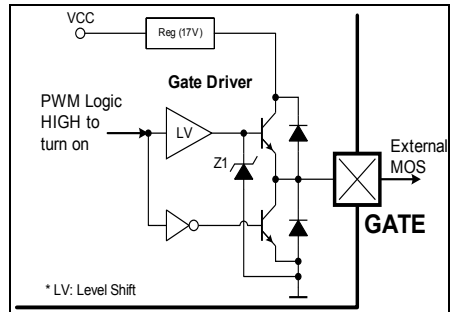 VCC
Reg (17V)
Gate Driver
PWM Logic
HIGH to
turn on
LV
Z1
External
MOS
GATE
* LV: Level Shift